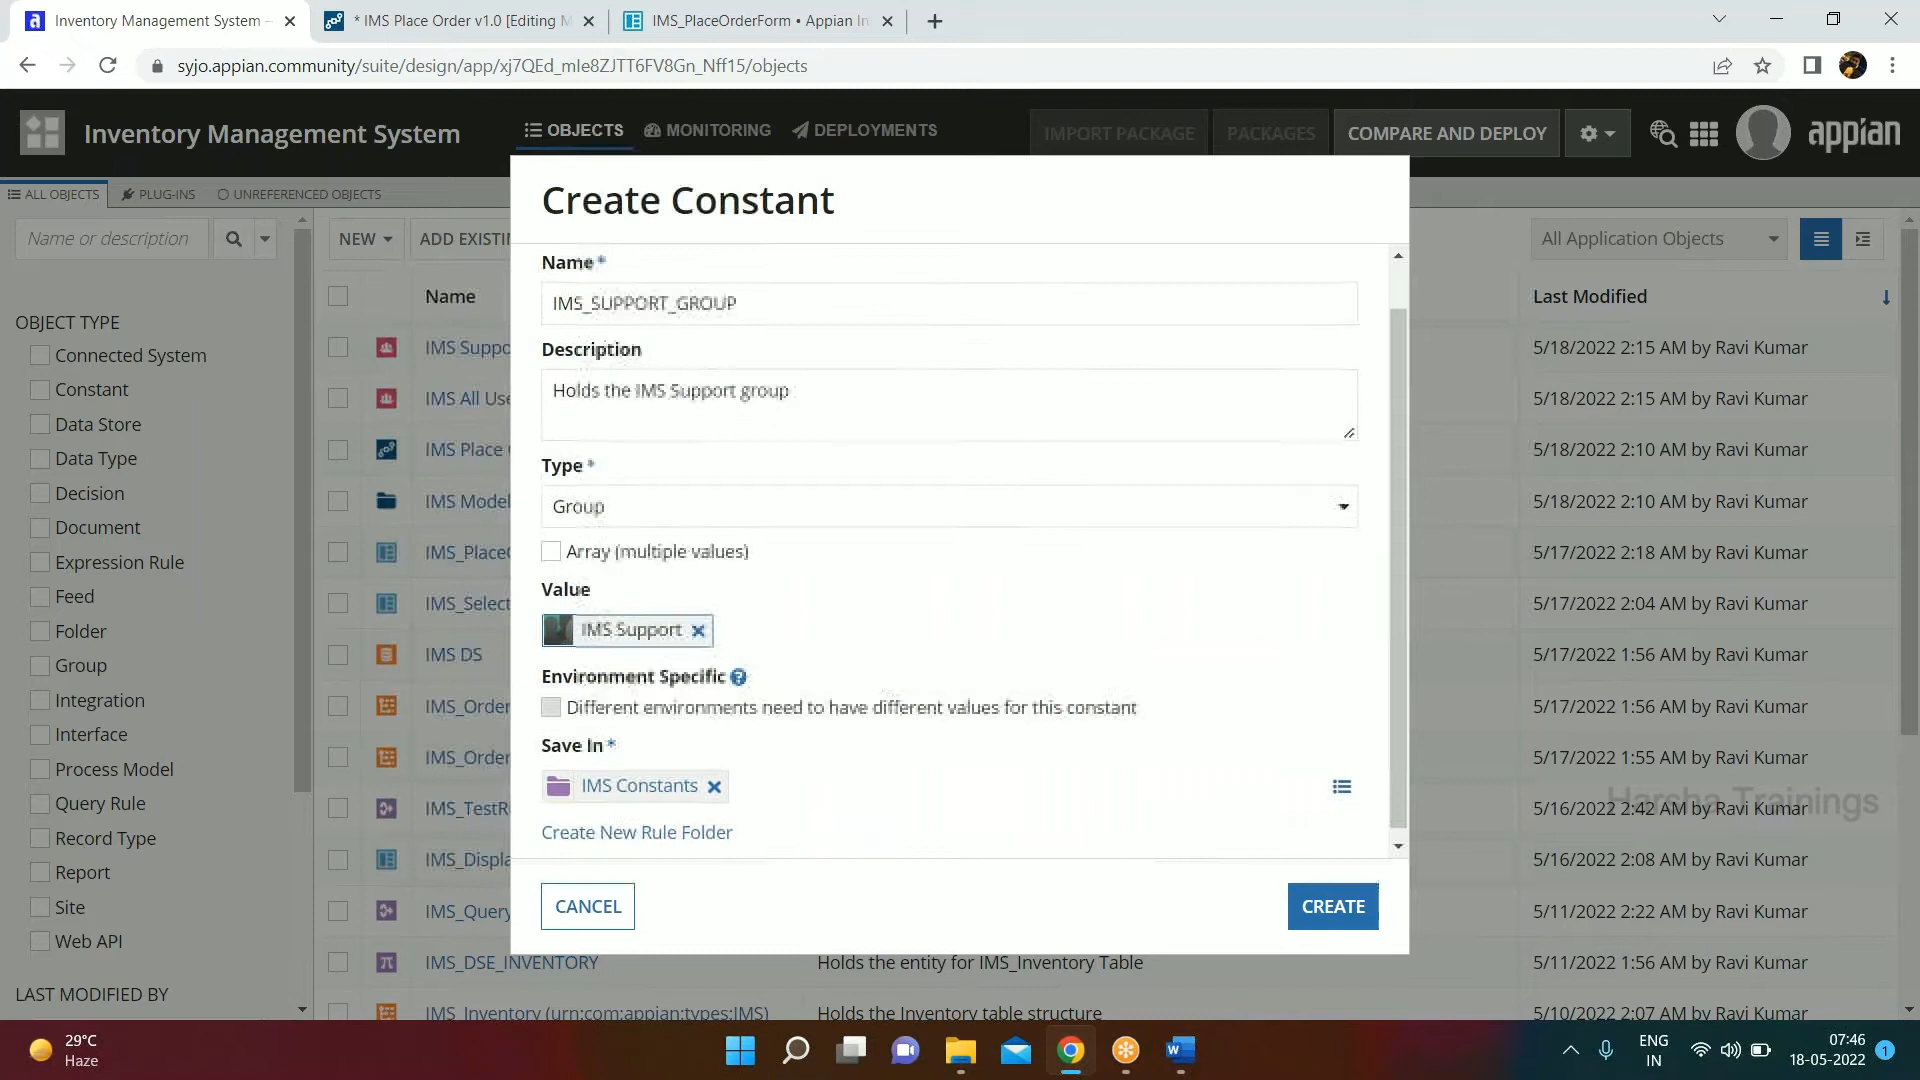 Inventory Management System -
* IMS Place Order v1.0 [Editing M
IMS_PlaceOrderForm • Appian In
syjo.appian.community/suite/design/app/xj7QEd_mle8ZJTT6FV8Gn_Nff15/objects
Inventory Management System
OBJECTS
MONITORING
DEPLOYMENTS
IMPORT PACKAGE
PACKAGES
COMPARE AND DEPLOY
appian
ALL OBJECTS
PLUG-INS
UNREFERENCED OBJECTS
Name or description
NEW
ADD EXISTIN
All Application Objects
OBJECT TYPE
Connected System
Constant
Data Store
Data Type
Decision
Document
Expression Rule
Feed
Folder
Group
Integration
Interface
Process Model
Query Rule
Record Type
Report
Site
Web API
LAST MODIFIED BY
Name
Last Modified
IMS Suppo
5/18/2022 2:15 AM by Ravi Kumar
IMS All Use
5/18/2022 2:15 AM by Ravi Kumar
IMS Place
5/18/2022 2:10 AM by Ravi Kumar
IMS Model
5/18/2022 2:10 AM by Ravi Kumar
IMS_Place
5/17/2022 2:18 AM by Ravi Kumar
IMS_Select
5/17/2022 2:04 AM by Ravi Kumar
IMS DS
5/17/2022 1:56 AM by Ravi Kumar
IMS_Order
5/17/2022 1:56 AM by Ravi Kumar
IMS_Order
5/17/2022 1:55 AM by Ravi Kumar
IMS_TestR
5/16/2022 2:42 AM by Ravi Kumar
IMS_Displa
5/16/2022 2:08 AM by Ravi Kumar
IMS_Query
5/11/2022 2:22 AM by Ravi Kumar
IMS_DSE_INVENTORY
Holds the entity for IMS_Inventory Table
5/11/2022 1:56 AM by Ravi Kumar
IMS_Inventory (urn:com:appian:types:IMS)
Holds the Inventory table structure
5/10/2022 2:07 AM by Ravi Kumar
Create Constant
Name *
IMS_SUPPORT_GROUP
Description
Holds the IMS Support group
Type *
Group
Array (multiple values)
Value
IMS Support
Environment Specific
Different environments need to have different values for this constant
Save In *
IMS Constants
Create New Rule Folder
CANCEL
CREATE
Harsha Trainings
29°C
Haze
ENG
IN
07:46
18-05-2022
1